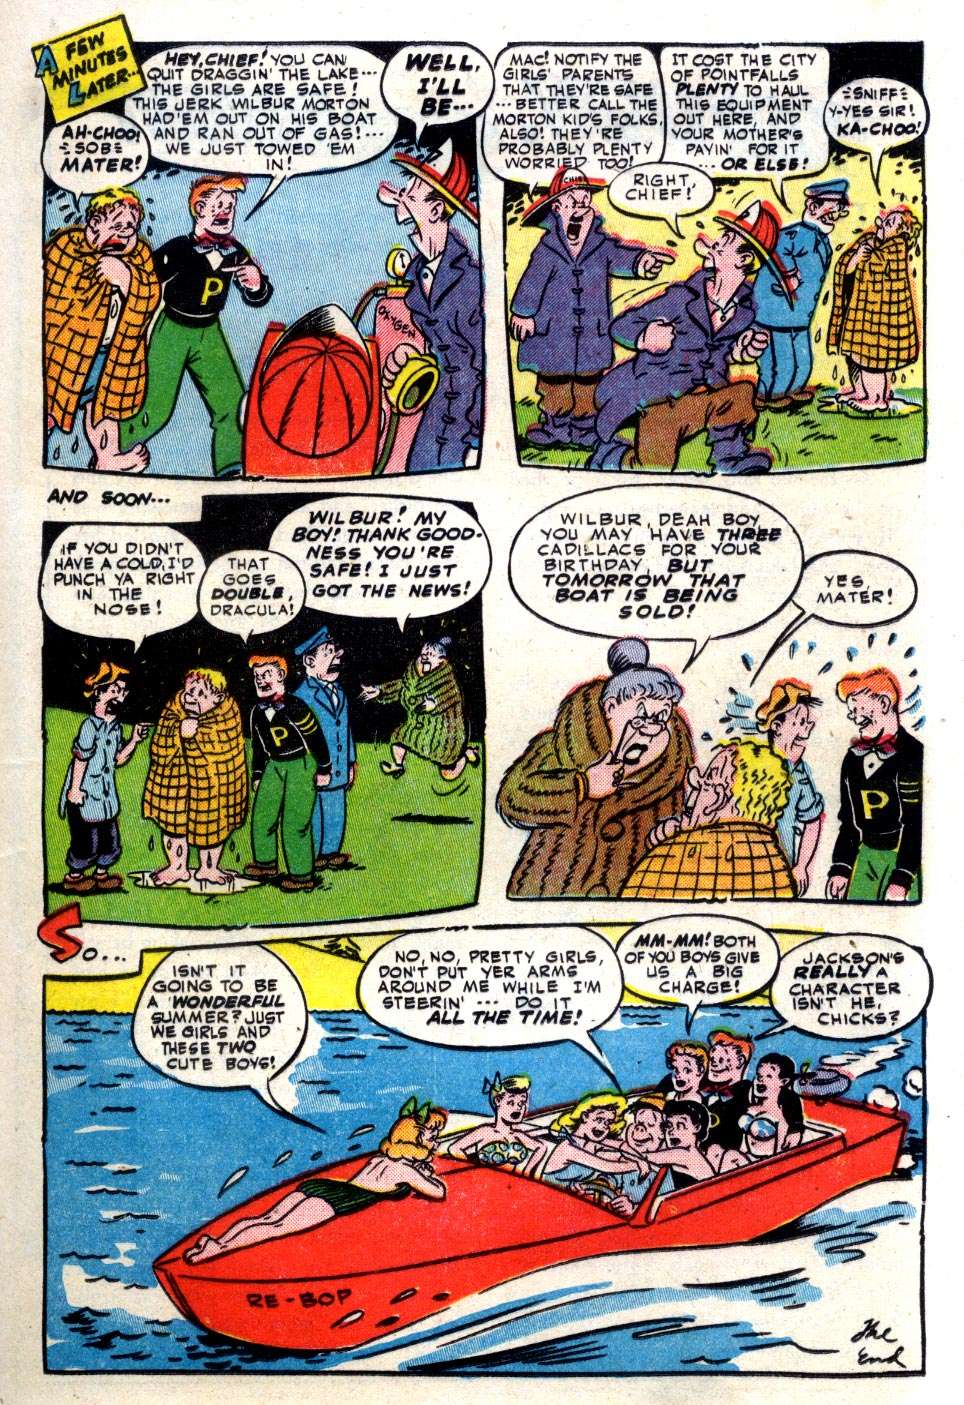 A FEW
MINUTES
LATER...
AH-CHOO!
SOB
MATER!
HEY, CHIEF! YOU CAN
QUIT DRAGGIN' THE LAKE...
THE GIRLS ARE SAFE!
THIS JERK WILBUR MORTON
HAD 'EM OUT ON HIS BOAT
AND RAN OUT OF GAS!...
WE JUST TOWED 'EM
IN!
WELL,
I'LL
BE...
OXYGEN
P
MAC! NOTIFY THE
GIRLS' PARENTS
THAT THEY'RE SAFE
... BETTER CALL THE
MORTON KID'S FOLKS,
ALSO! THEY'RE
PROBABLY PLENTY
WORRIED TOO!
CHIEF
RIGHT,
CHIEF!
IT COST THE CITY
OF POINTFALLS
PLENTY TO HAUL
THIS EQUIPMENT
OUT HERE, AND
YOUR MOTHER'S
PAYIN' FOR IT
... OR ELSE!
SNIFF
Y-YES SIR!
KA-CHOO!
AND SOON...
IF YOU DIDN'T
HAVE A COLD, I'D
PUNCH YA RIGHT
IN THE
NOSE!
THAT
GOES
DOUBLE,
DRACULA!
WILBUR! MY
BOY! THANK GOOD-
NESS YOU'RE
SAFE! I JUST
GOT THE NEWS!
P
WILBUR, DEAH BOY,
YOU MAY HAVE THREE
CADILLACS FOR YOUR
BIRTHDAY, BUT
TOMORROW THAT
BOAT IS BEING
SOLD!
YES,
MATER!
P
SO...
ISN'T IT
GOING TO BE
A WONDERFUL
SUMMER? JUST
WE GIRLS AND
THESE TWO
CUTE BOYS!
NO, NO, PRETTY GIRLS,
DON'T PUT YER ARMS
AROUND ME WHILE I'M
STEERIN' ... DO IT
ALL THE TIME!
MM-MM! BOTH
OF YOU BOYS GIVE
US A BIG
CHARGE!
JACKSON'S
REALLY A
CHARACTER
ISN'T HE,
CHICKS?
P
RE-BOP
The
End